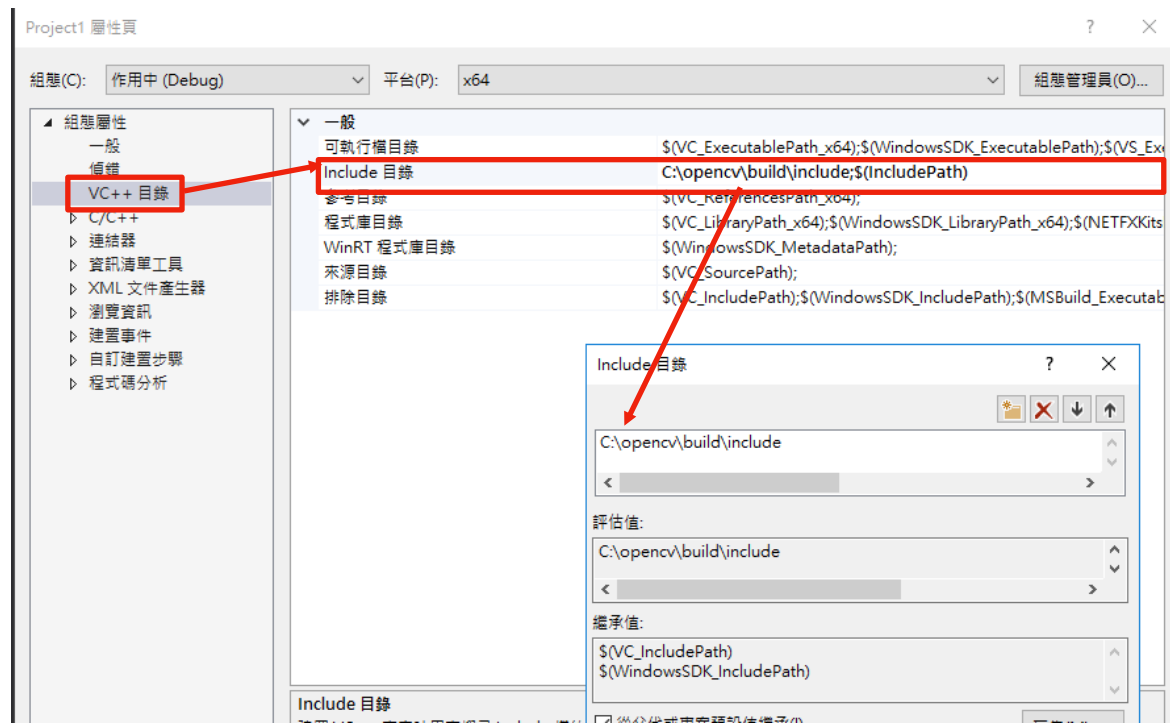 Project1 屬性頁
?
組態(C):
作用中 (Debug)
平台(P):
x64
組態管理員(O)...
組態屬性
一般
偵錯
VC++ 目錄
C/C++
連結器
資訊清單工具
XML 文件產生器
瀏覽資訊
建置事件
自訂建置步驟
程式碼分析
一般
可執行檔目錄 $(VC_ExecutablePath_x64);$(WindowsSDK_ExecutablePath);$(VS_Ex
Include 目錄 C:\opencv\build\include;$(IncludePath)
參考目錄 $(VC_ReferencesPath_x64);
程式庫目錄 $(VC_LibraryPath_x64);$(WindowsSDK_LibraryPath_x64);$(NETFXKits
WinRT 程式庫目錄 $(WindowsSDK_MetadataPath);
來源目錄 $(VC_SourcePath);
排除目錄 $(VC_IncludePath);$(WindowsSDK_IncludePath);$(MSBuild_Executab
Include 目錄
?
C:\opencv\build\include
評估值:
C:\opencv\build\include
繼承值:
$(VC_IncludePath)
$(WindowsSDK_IncludePath)
Include 目錄